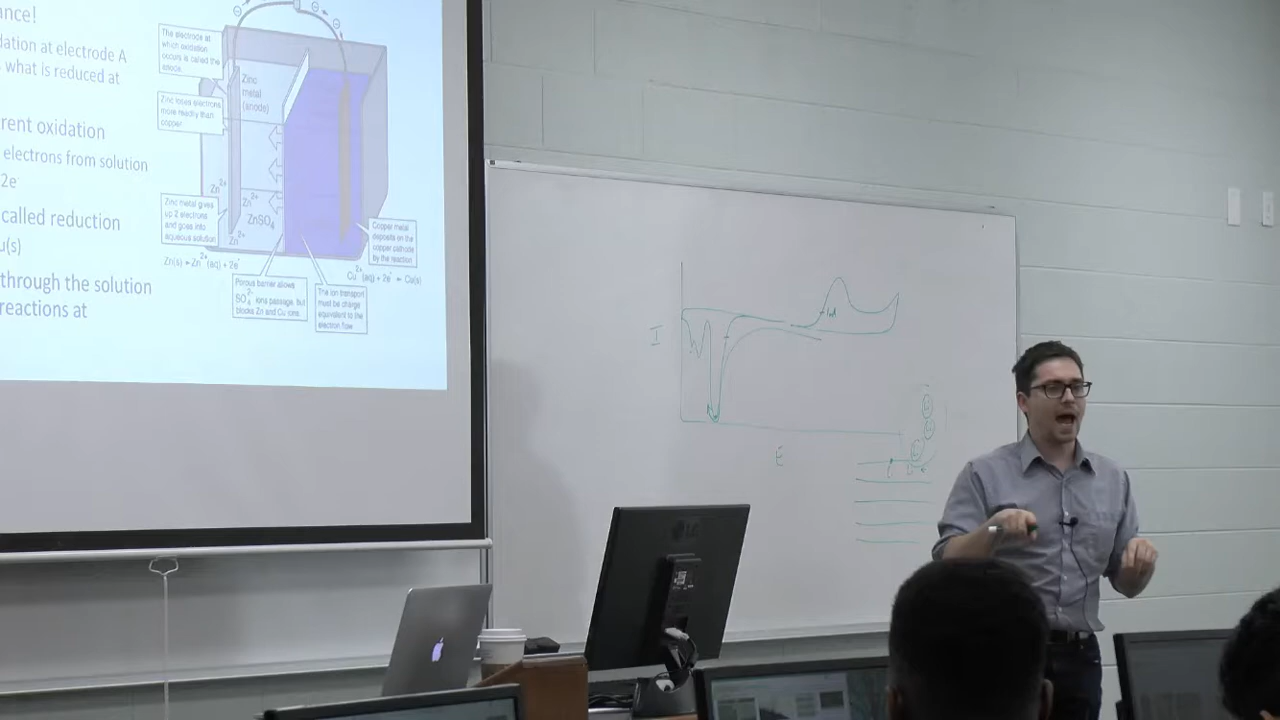 ance!
dation at electrode A
s what is reduced at
rent oxidation
electrons from solution
2e⁻
called reduction
u(s)
through the solution
reactions at
The electrode at
which oxidation
occurs is called the
anode.
Zinc loses electrons
more readily than
copper.
Zinc
metal
(anode)
Zn²⁺
Zn²⁺
ZnSO₄
Zn²⁺
Zinc metal gives
up 2 electrons
and goes into
aqueous solution
Zn(s) → Zn²⁺(aq) + 2e⁻
Copper metal
deposits on the
copper cathode
by the reaction
Cu²⁺(aq) + 2e⁻ → Cu(s)
Porous barrier allows
SO₄²⁻ ions passage, but
blocks Zn and Cu ions.
The ion transport
must be charge
equivalent to the
electron flow.
I
E
LG